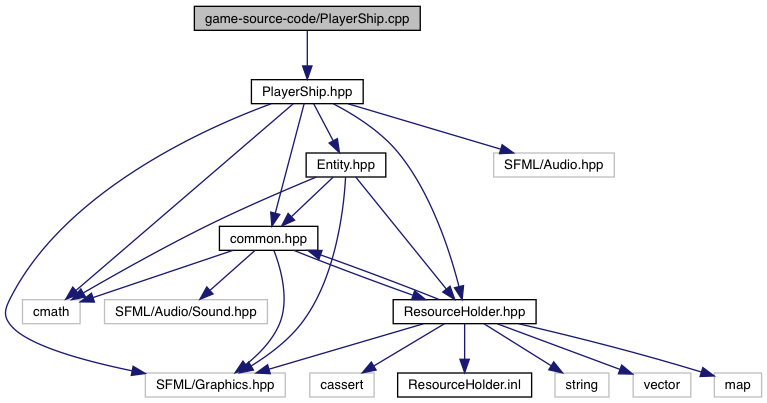 game-source-code/PlayerShip.cpp
PlayerShip.hpp
Entity.hpp
SFML/Audio.hpp
common.hpp
cmath
SFML/Audio/Sound.hpp
ResourceHolder.hpp
SFML/Graphics.hpp
cassert
ResourceHolder.inl
string
vector
map